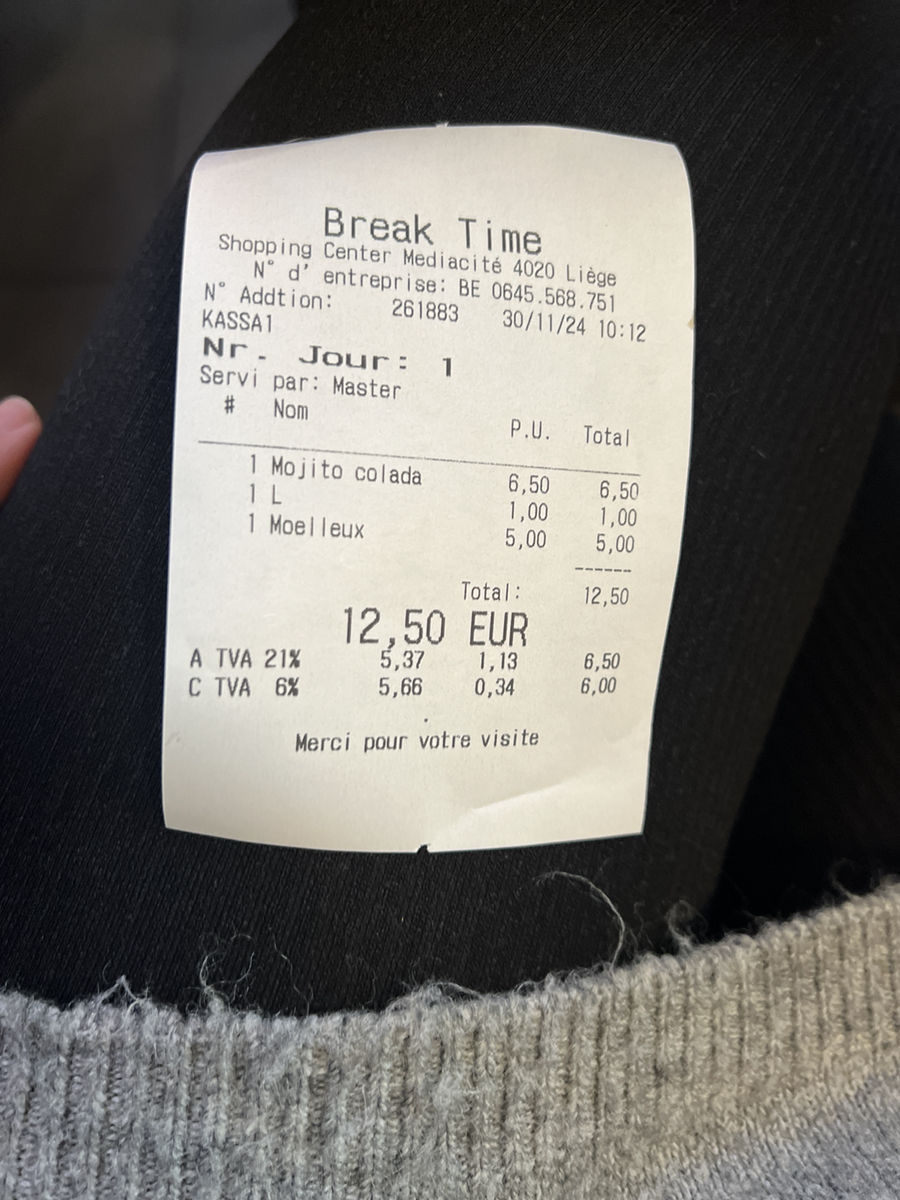 Break Time
Shopping Center Mediacité 4020 Liège
N° d' entreprise: BE 0645.568.751
N° Addtion: 261883 30/11/24 10:12
KASSA1
Nr. Jour: 1
Servi par: Master
# Nom P.U. Total
1 Mojito colada 6,50 6,50
1 L 1,00 1,00
1 Moelleux 5,00 5,00
------
Total: 12,50
12,50 EUR
A TVA 21% 5,37 1,13 6,50
C TVA 6% 5,66 0,34 6,00
Merci pour votre visite